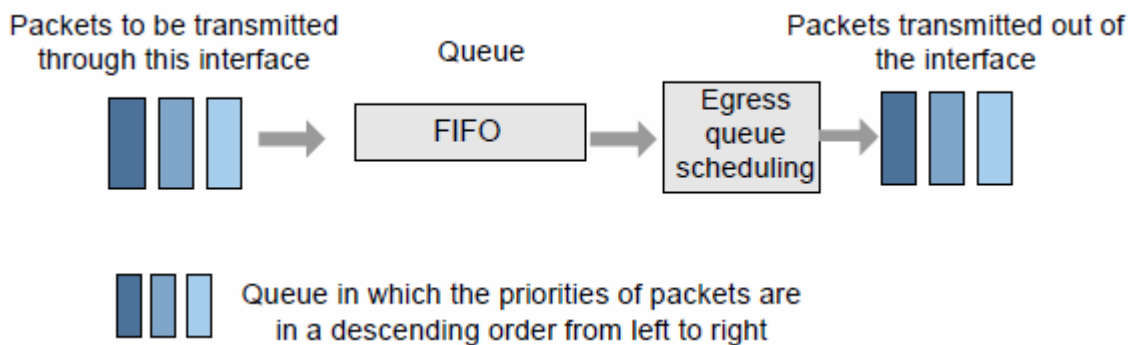 Packets to be transmitted
through this interface
Queue
Packets transmitted out of
the interface
FIFO
Egress
queue
scheduling
Queue in which the priorities of packets are
in a descending order from left to right